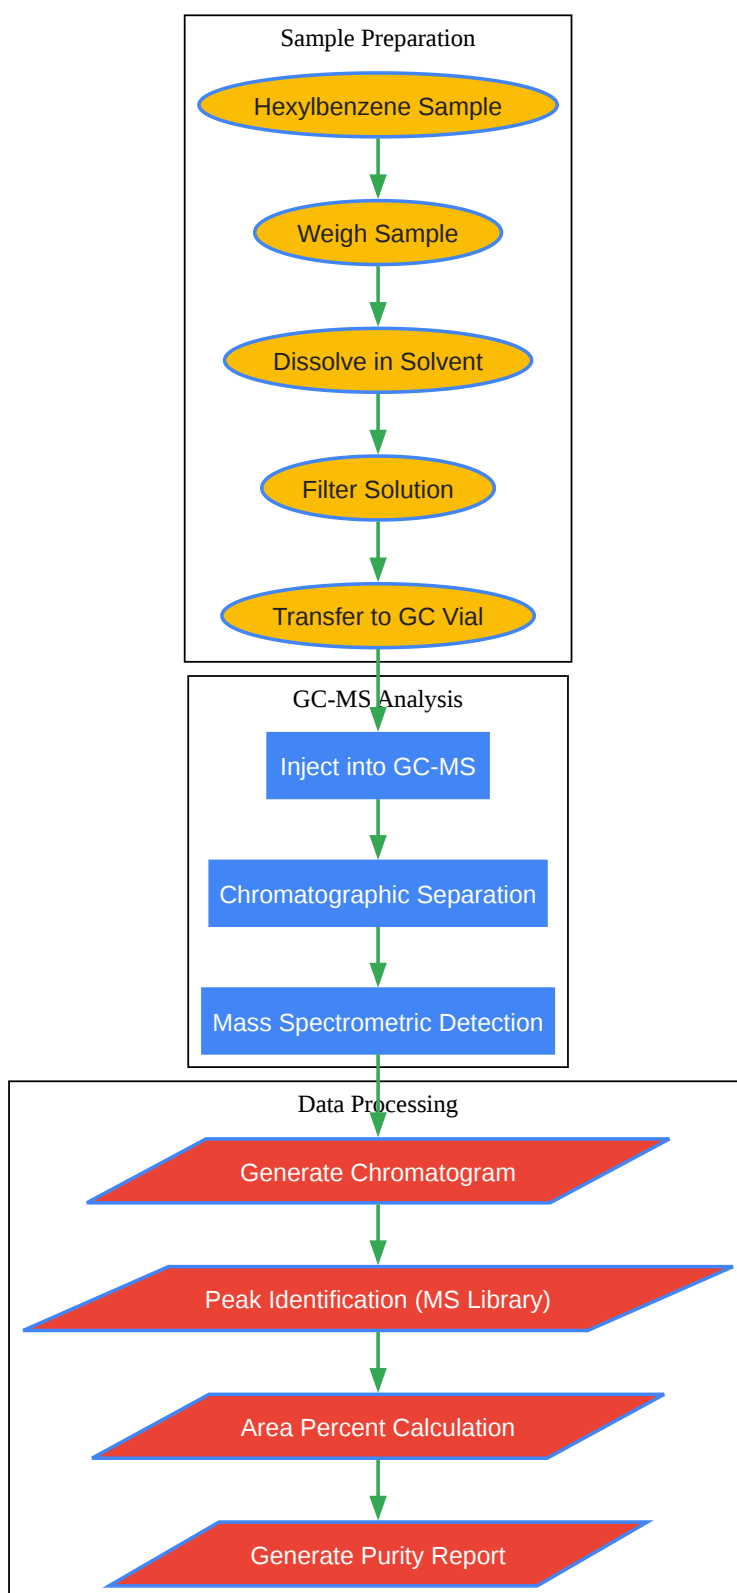 Sample Preparation
Hexylbenzene Sample
Weigh Sample
Dissolve in Solvent
Filter Solution
Transfer to GC Vial
GC-MS Analysis
Inject into GC-MS
Chromatographic Separation
Mass Spectrometric Detection
Data Processing
Generate Chromatogram
Peak Identification (MS Library)
Area Percent Calculation
Generate Purity Report